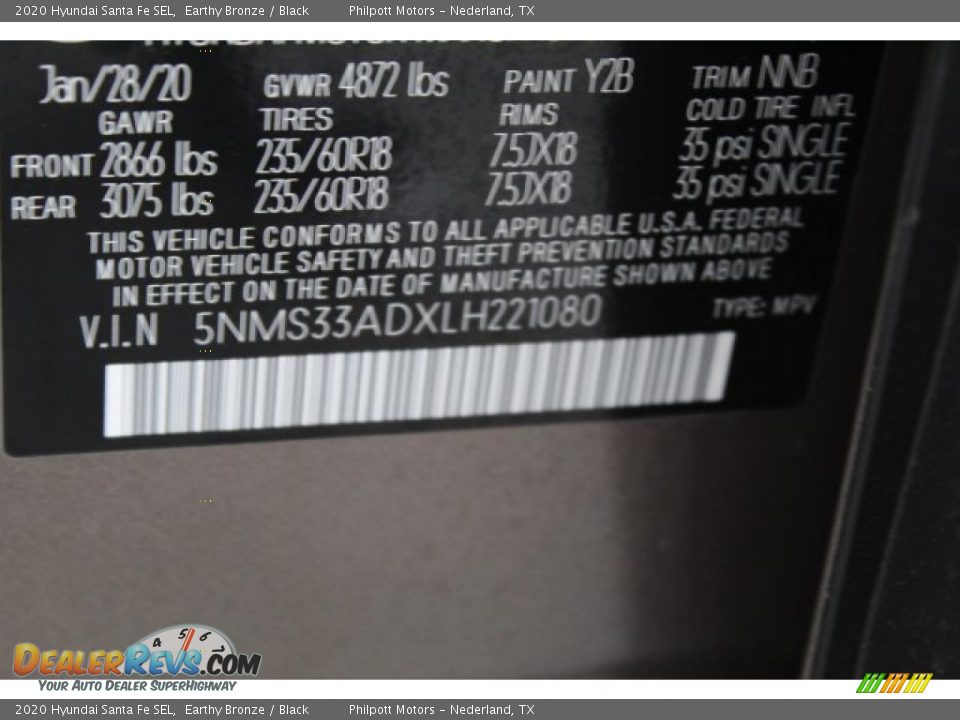 2020 Hyundai Santa Fe SEL, Earthy Bronze / Black Philpott Motors - Nederland, TX
Jan/28/20 GVWR 4872 lbs PAINT Y2B TRIM NNB
GAWR TIRES RIMS COLD TIRE INFL
FRONT 2866 lbs 235/60R18 7.5JX18 35 psi SINGLE
REAR 3075 lbs 235/60R18 7.5JX18 35 psi SINGLE
THIS VEHICLE CONFORMS TO ALL APPLICABLE U.S.A. FEDERAL
MOTOR VEHICLE SAFETY AND THEFT PREVENTION STANDARDS
IN EFFECT ON THE DATE OF MANUFACTURE SHOWN ABOVE
V.I.N 5NMS33ADXLH221080 TYPE: MPV
4 5 6
DEALERREVS.COM
YOUR AUTO DEALER SUPERHIGHWAY
2020 Hyundai Santa Fe SEL, Earthy Bronze / Black Philpott Motors - Nederland, TX